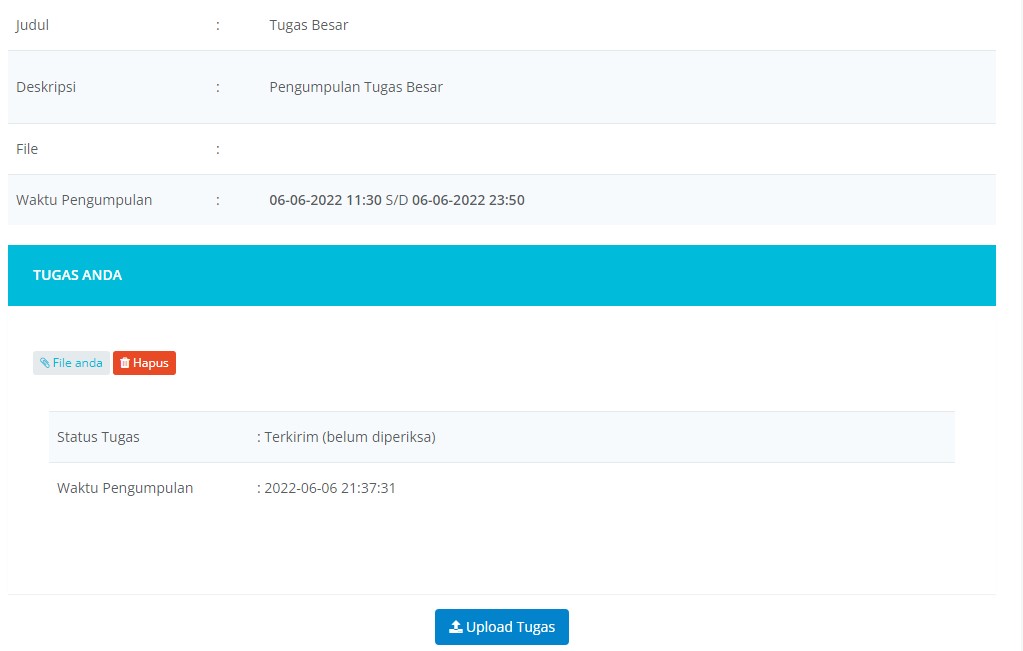 Judul : Tugas Besar
Deskripsi : Pengumpulan Tugas Besar
File :
Waktu Pengumpulan : 06-06-2022 11:30 S/D 06-06-2022 23:50
TUGAS ANDA
File anda Hapus
Status Tugas : Terkirim (belum diperiksa)
Waktu Pengumpulan : 2022-06-06 21:37:31
Upload Tugas